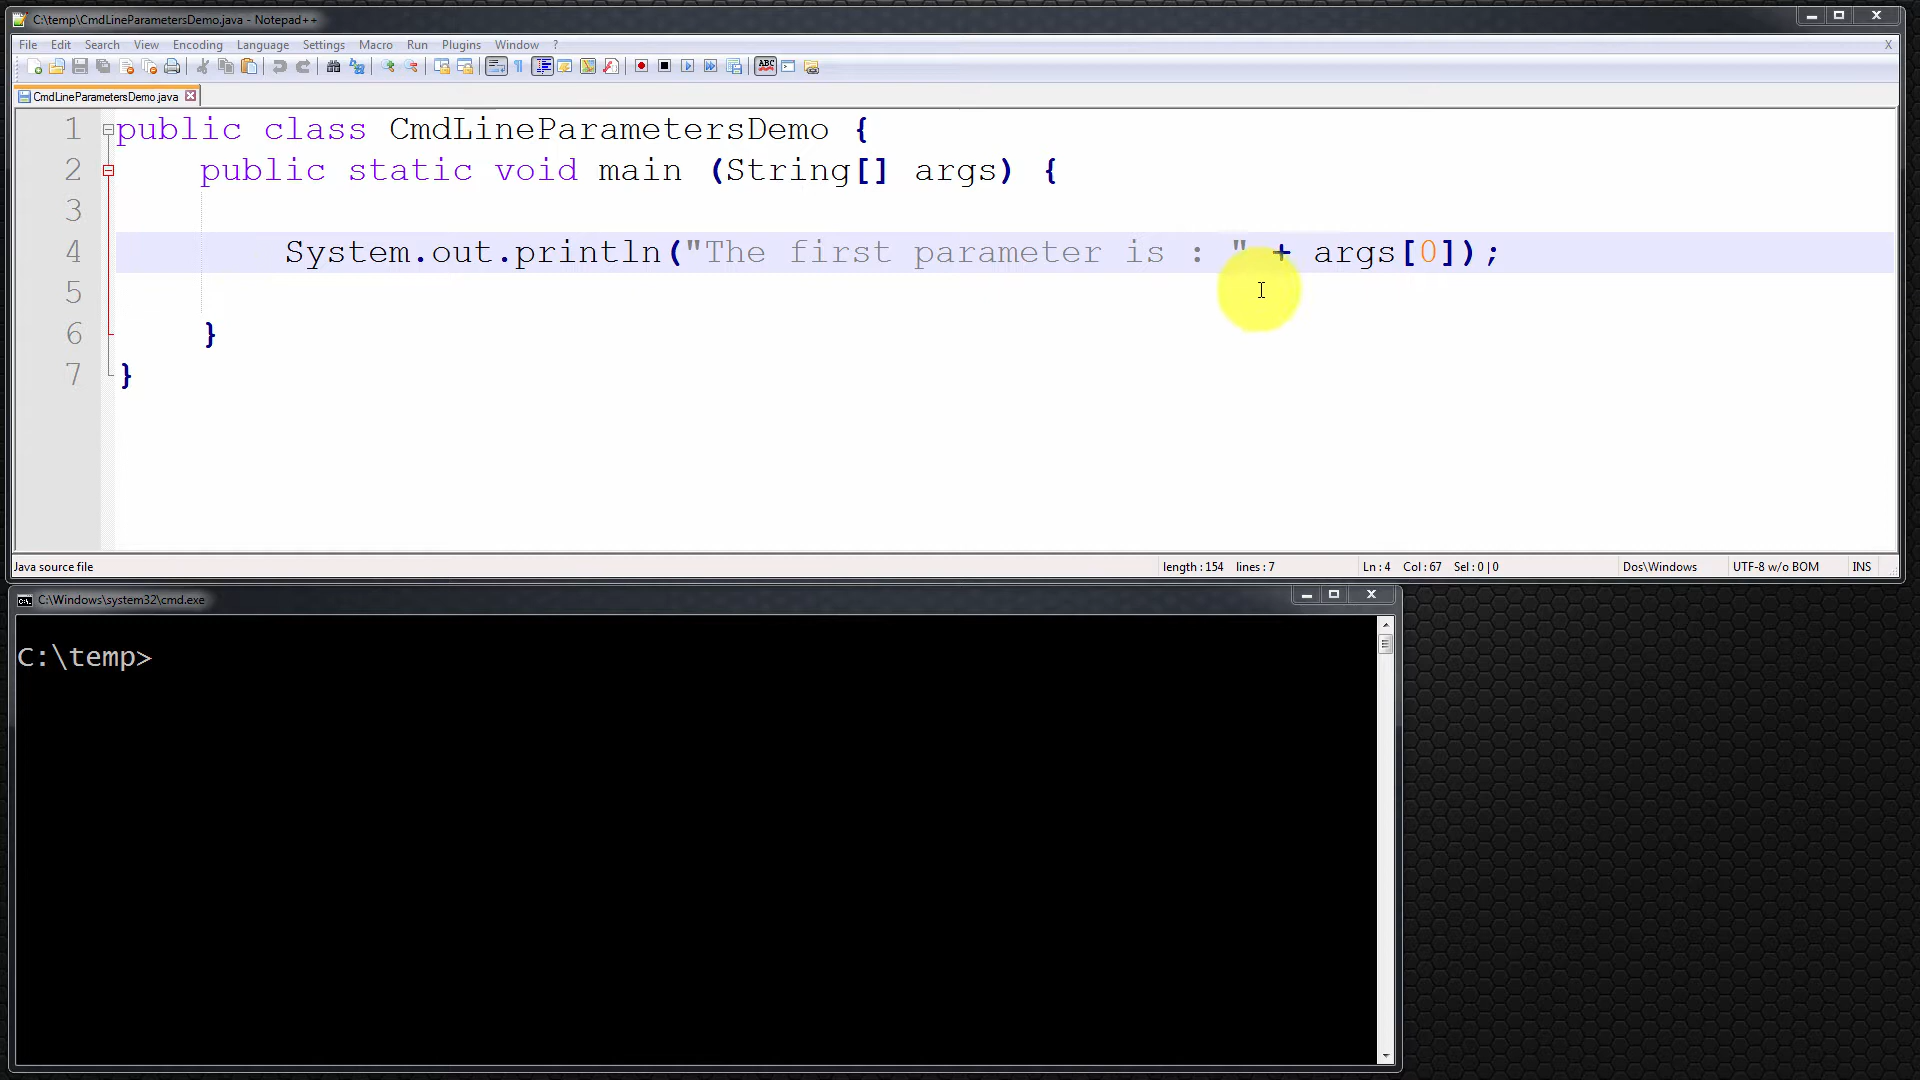 C:\temp\CmdLineParametersDemo.java - Notepad++
File Edit Search View Encoding Language Settings Macro Run Plugins Window ? X
ABC
CmdLineParametersDemo.java
1 public class CmdLineParametersDemo {
2 public static void main (String[] args) {
3
4 System.out.println("The first parameter is : " + args[0]);
5
6 }
7 }
Java source file length : 154 lines : 7 Ln : 4 Col : 67 Sel : 0 | 0 Dos\Windows UTF-8 w/o BOM INS
C:\Windows\system32\cmd.exe
C:\temp>